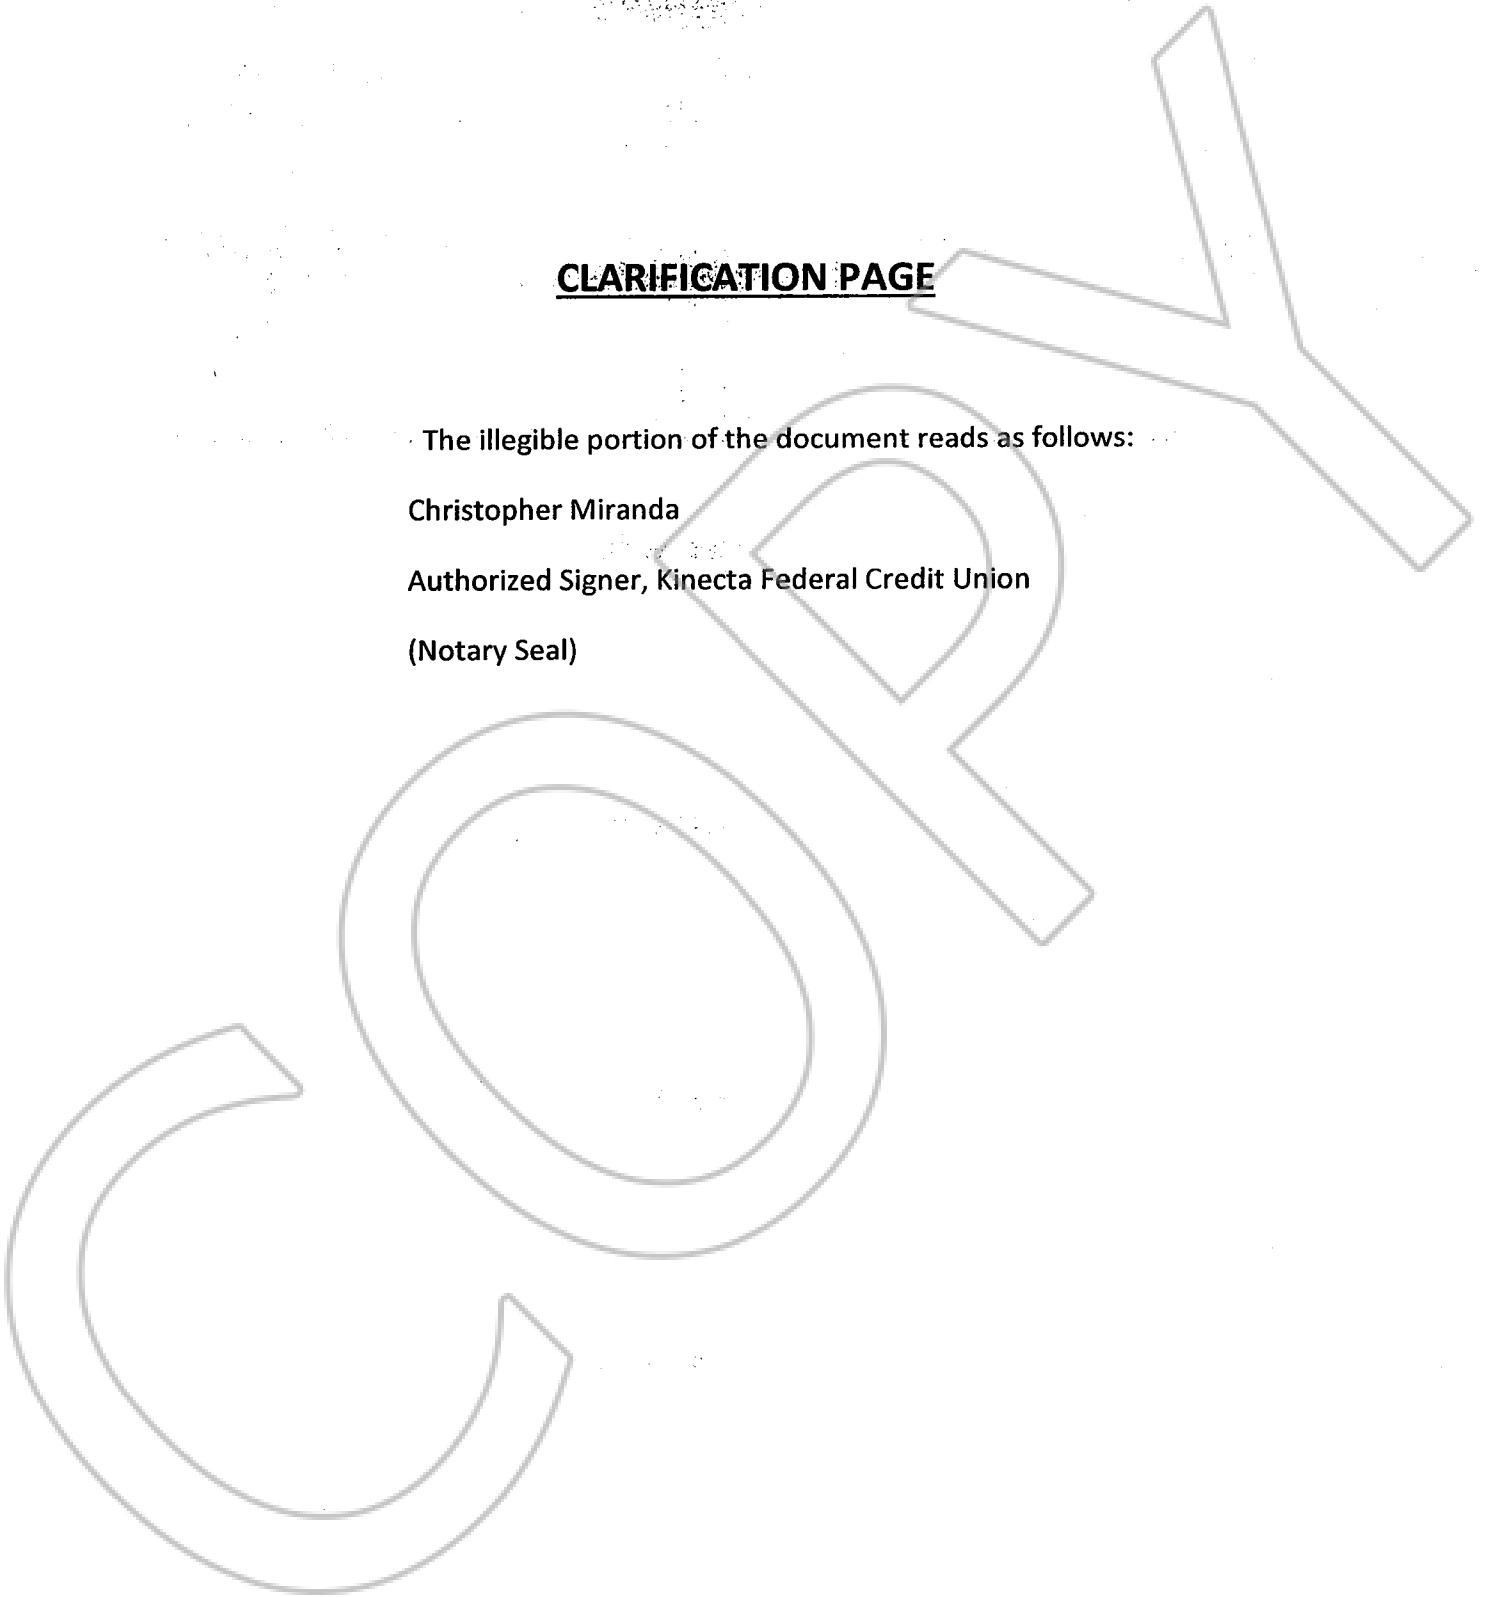 CLARIFICATION PAGE
The illegible portion of the document reads as follows:
Christopher Miranda
Authorized Signer, Kinecta Federal Credit Union
(Notary Seal)
COPY